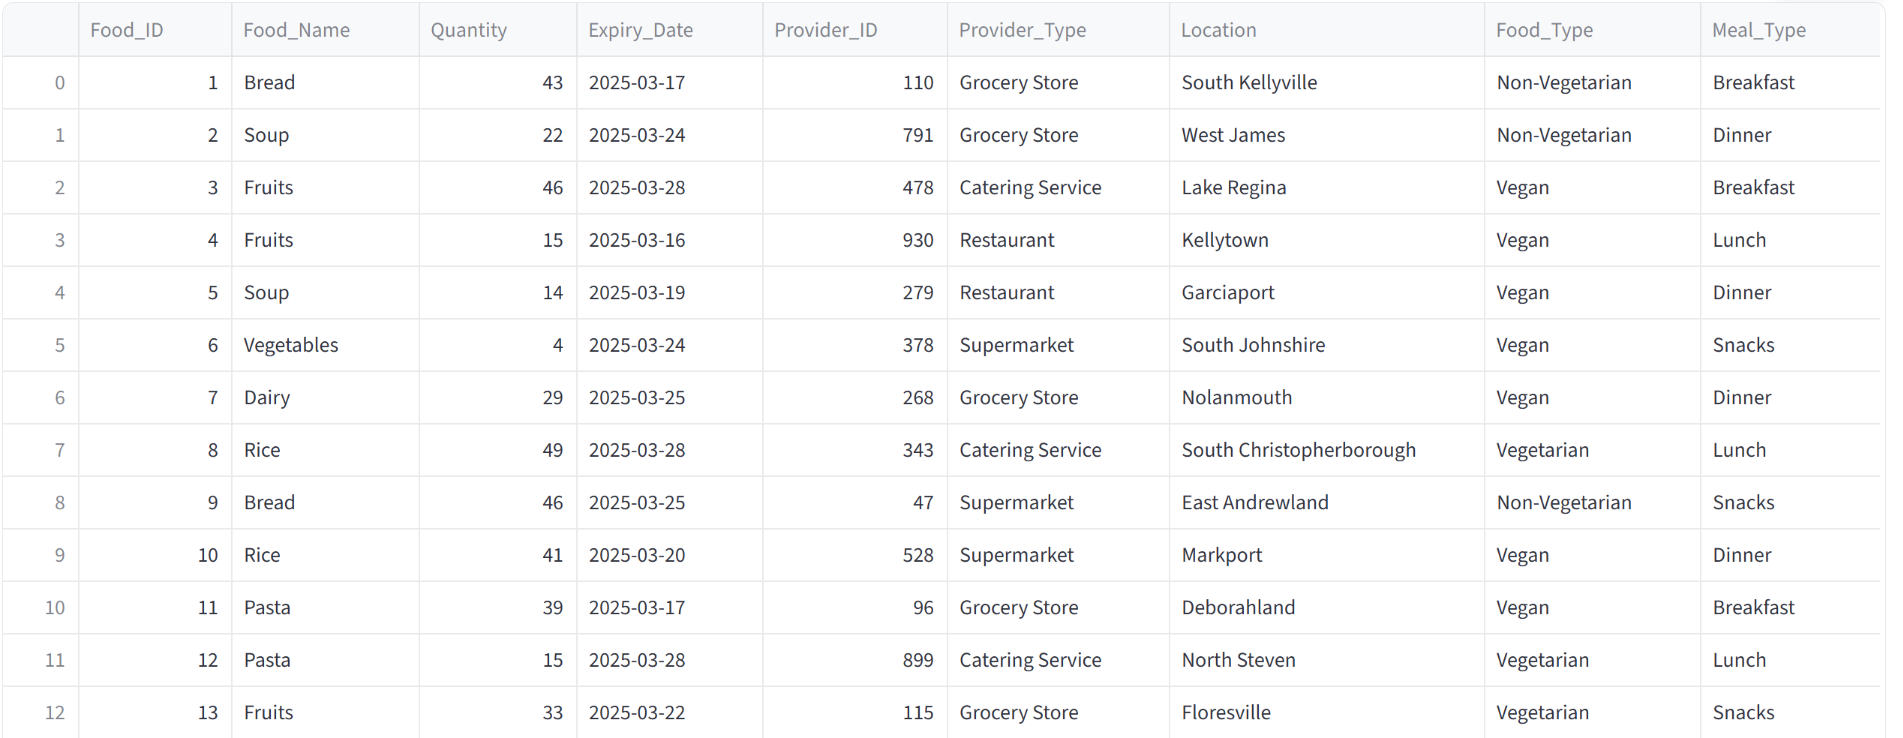 Food_ID Food_Name Quantity Expiry_Date Provider_ID Provider_Type Location Food_Type Meal_Type
0 1 Bread 43 2025-03-17 110 Grocery Store South Kellyville Non-Vegetarian Breakfast
1 2 Soup 22 2025-03-24 791 Grocery Store West James Non-Vegetarian Dinner
2 3 Fruits 46 2025-03-28 478 Catering Service Lake Regina Vegan Breakfast
3 4 Fruits 15 2025-03-16 930 Restaurant Kellytown Vegan Lunch
4 5 Soup 14 2025-03-19 279 Restaurant Garciaport Vegan Dinner
5 6 Vegetables 4 2025-03-24 378 Supermarket South Johnshire Vegan Snacks
6 7 Dairy 29 2025-03-25 268 Grocery Store Nolanmouth Vegan Dinner
7 8 Rice 49 2025-03-28 343 Catering Service South Christopherborough Vegetarian Lunch
8 9 Bread 46 2025-03-25 47 Supermarket East Andrewland Non-Vegetarian Snacks
9 10 Rice 41 2025-03-20 528 Supermarket Markport Vegan Dinner
10 11 Pasta 39 2025-03-17 96 Grocery Store Deborahland Vegan Breakfast
11 12 Pasta 15 2025-03-28 899 Catering Service North Steven Vegetarian Lunch
12 13 Fruits 33 2025-03-22 115 Grocery Store Floresville Vegetarian Snacks